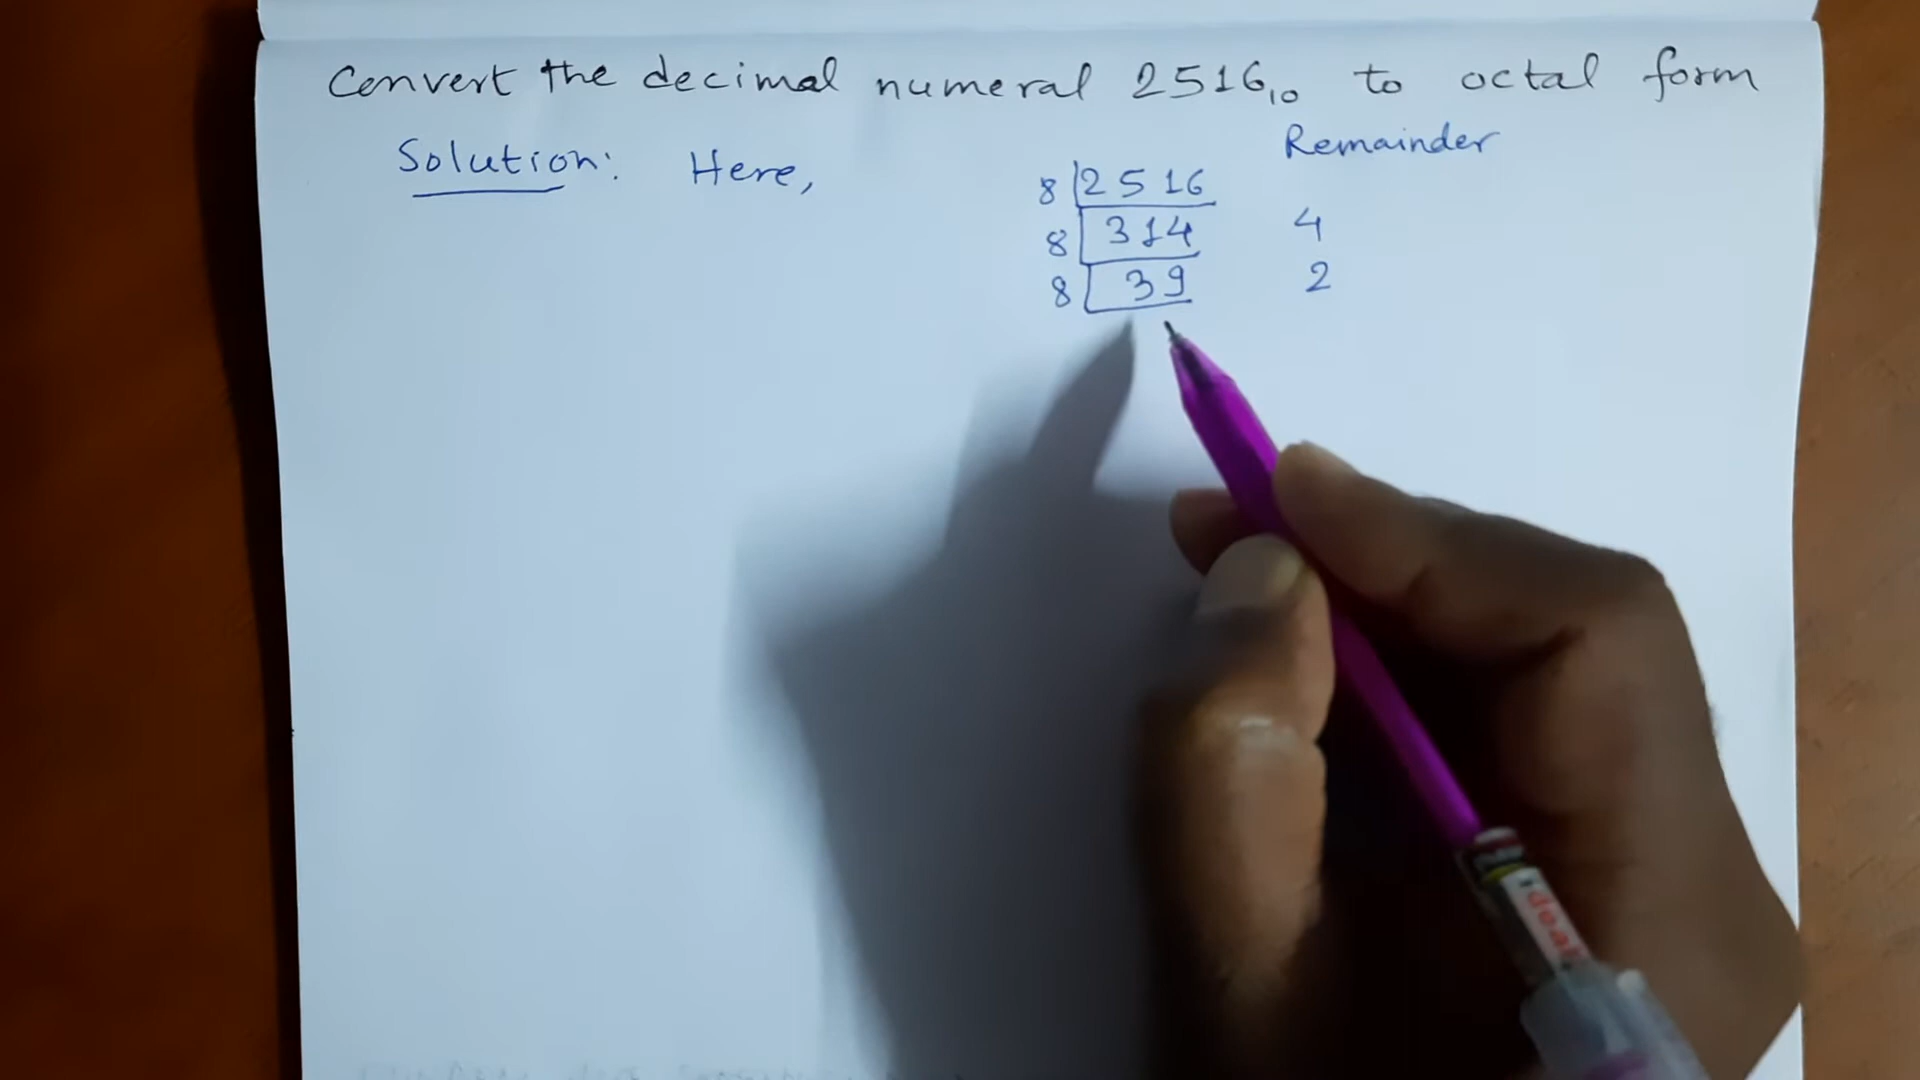 Convert the decimal numeral 2516₁₀ to octal form
Solution: Here,
Remainder
8 2516
8 314 4
8 39 2
ideal